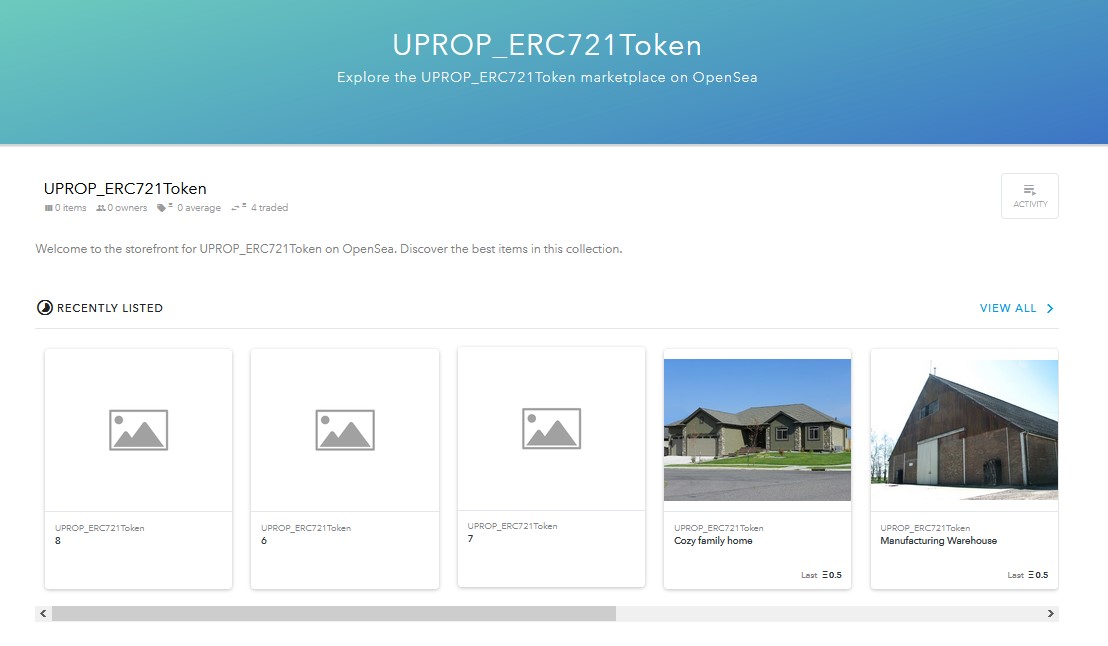 UPROP_ERC721Token
Explore the UPROP_ERC721Token marketplace on OpenSea
UPROP_ERC721Token
0 items 0 owners Ξ 0 average Ξ 4 traded
ACTIVITY
Welcome to the storefront for UPROP_ERC721Token on OpenSea. Discover the best items in this collection.
RECENTLY LISTED
VIEW ALL
UPROP_ERC721Token
8
UPROP_ERC721Token
6
UPROP_ERC721Token
7
UPROP_ERC721Token
Cozy family home
Last Ξ0.5
UPROP_ERC721Token
Manufacturing Warehouse
Last Ξ0.5